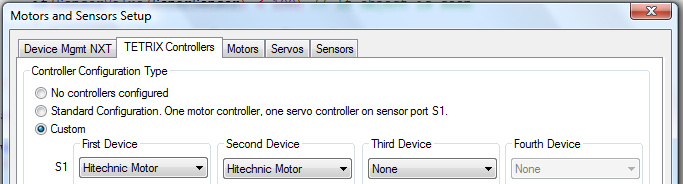 Motors and Sensors Setup
Device Mgmt NXT TETRIX Controllers Motors Servos Sensors
Controller Configuration Type
No controllers configured
Standard Configuration. One motor controller, one servo controller on sensor port S1.
Custom
First Device Second Device Third Device Fourth Device
S1 Hitechnic Motor Hitechnic Motor None None